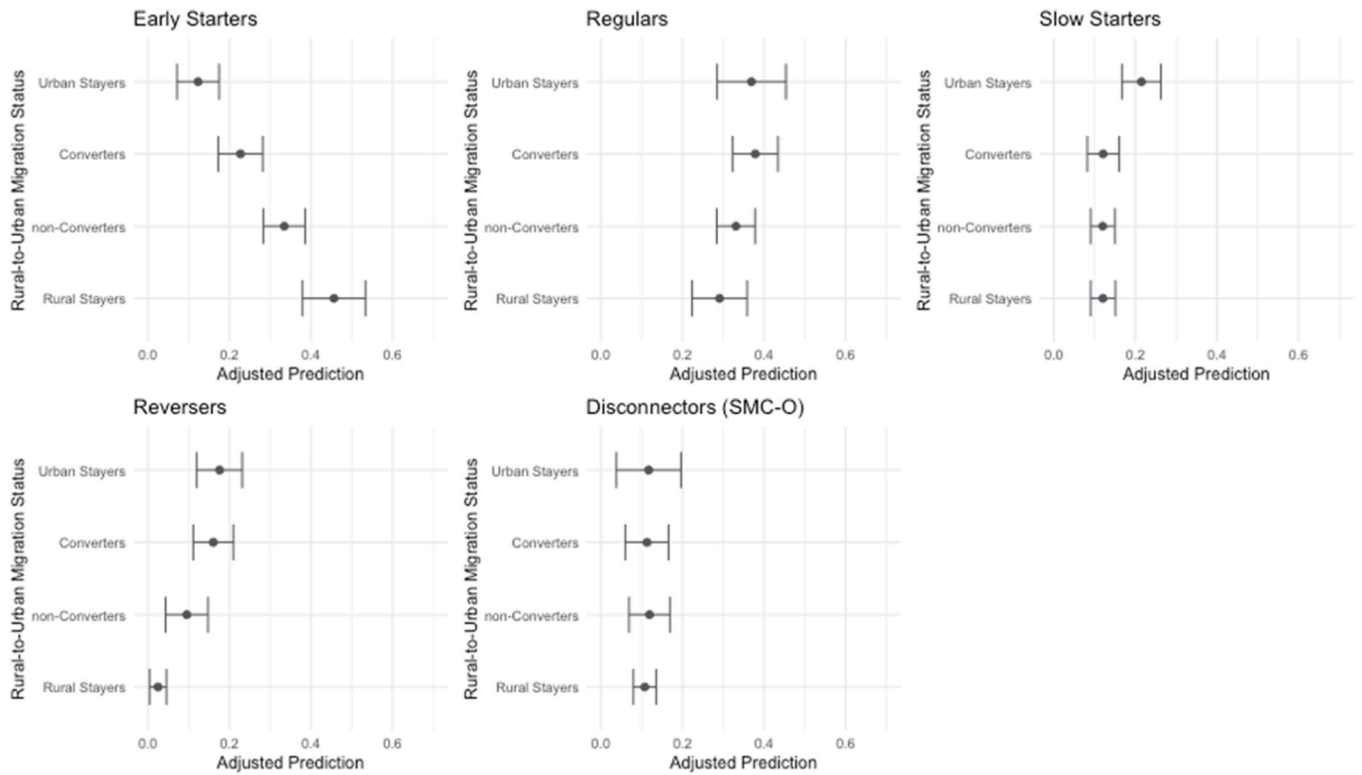 Early Starters
Rural-to-Urban Migration Status
Urban Stayers
Converters
non-Converters
Rural Stayers
0.0 0.2 0.4 0.6
Adjusted Prediction
Regulars
Rural-to-Urban Migration Status
Urban Stayers
Converters
non-Converters
Rural Stayers
0.0 0.2 0.4 0.6
Adjusted Prediction
Slow Starters
Rural-to-Urban Migration Status
Urban Stayers
Converters
non-Converters
Rural Stayers
0.0 0.2 0.4 0.6
Adjusted Prediction
Reversers
Rural-to-Urban Migration Status
Urban Stayers
Converters
non-Converters
Rural Stayers
0.0 0.2 0.4 0.6
Adjusted Prediction
Disconnectors (SMC-O)
Rural-to-Urban Migration Status
Urban Stayers
Converters
non-Converters
Rural Stayers
0.0 0.2 0.4 0.6
Adjusted Prediction